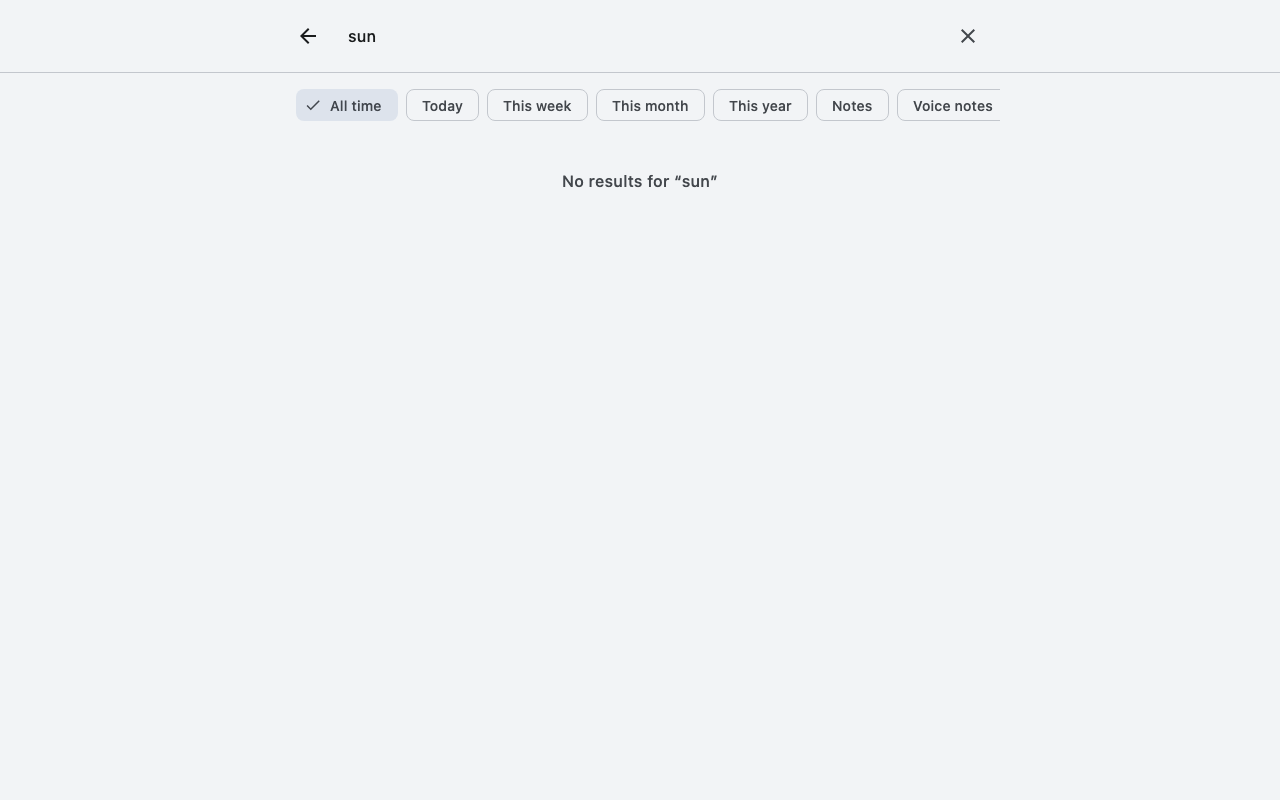 sun
All time
Today
This week
This month
This year
Notes
Voice notes
No results for “sun”